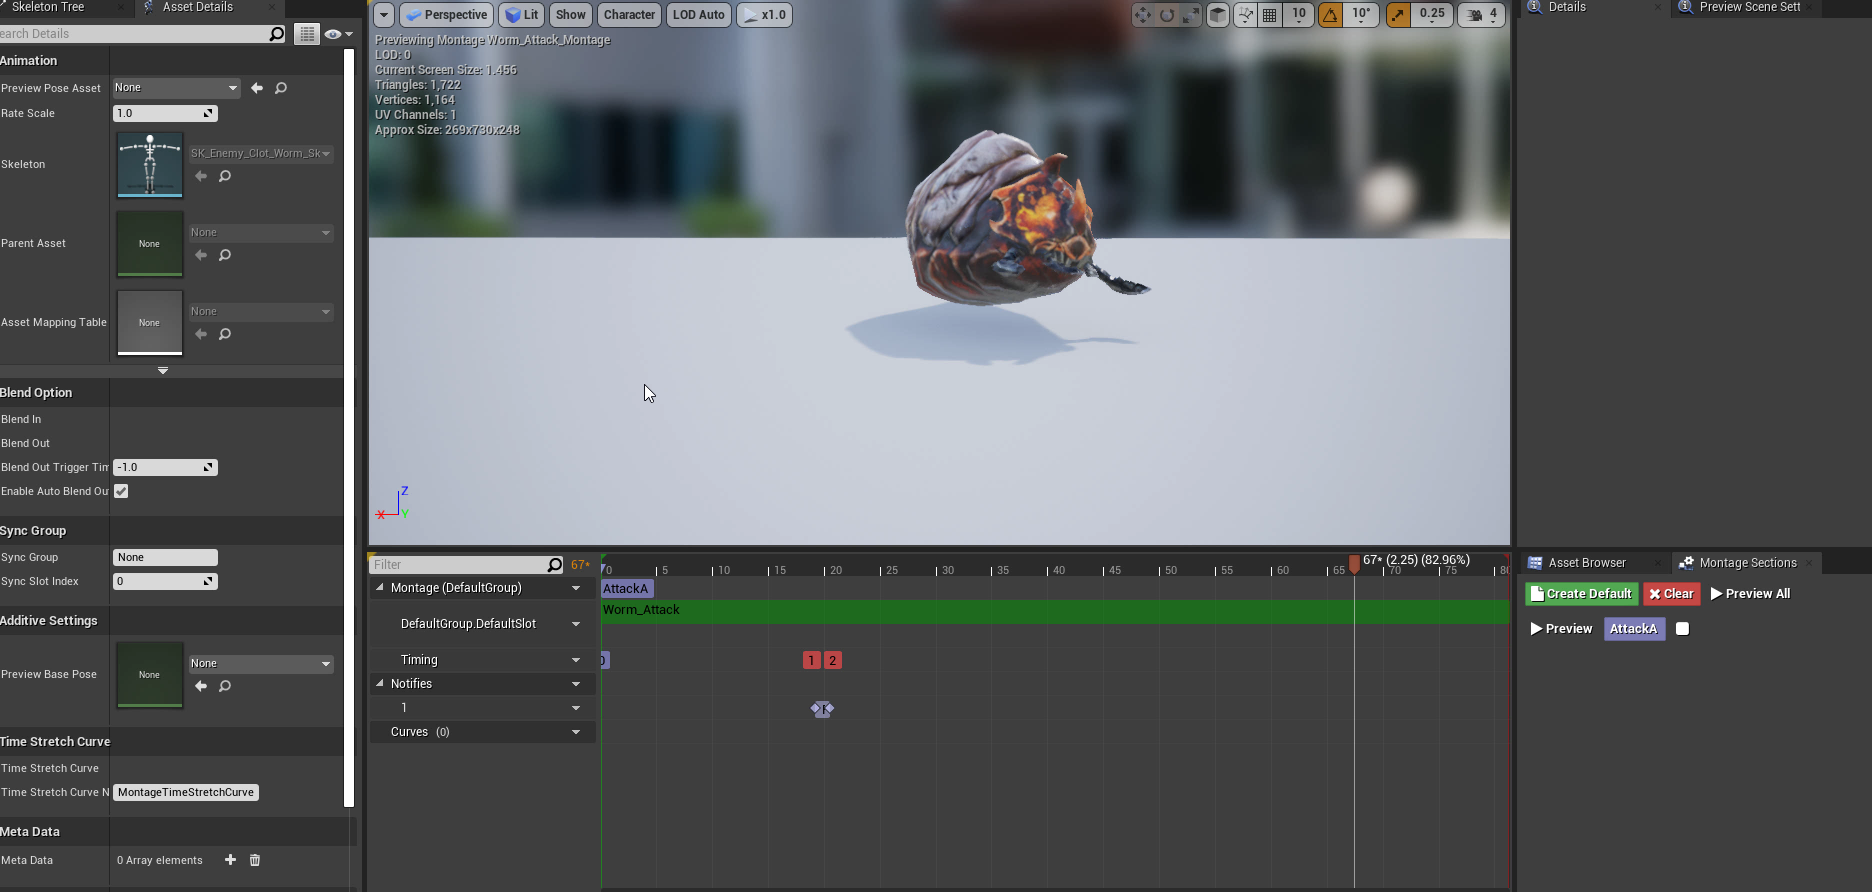 Skeleton Tree
Asset Details
earch Details
Animation
Preview Pose Asset
None
Rate Scale
1.0
Skeleton
SK_Enemy_Clot_Worm_Sk
Parent Asset
None
None
Asset Mapping Table
None
None
Blend Option
Blend In
Blend Out
Blend Out Trigger Tim
-1.0
Enable Auto Blend Ou
Sync Group
Sync Group
None
Sync Slot Index
0
Additive Settings
Preview Base Pose
None
None
Time Stretch Curve
Time Stretch Curve
Time Stretch Curve N
MontageTimeStretchCurve
Meta Data
Meta Data
0 Array elements
Perspective
Lit
Show
Character
LOD Auto
x1.0
10
10°
0.25
4
Previewing Montage Worm_Attack_Montage
LOD: 0
Current Screen Size: 1.456
Triangles: 1,722
Vertices: 1,164
UV Channels: 1
Approx Size: 269x730x248
Z
X
Y
Filter
67*
0 5 10 15 20 25 30 35 40 45 50 55 60 65 70 75 80
67* (2.25) (82.96%)
Montage (DefaultGroup)
AttackA
Worm_Attack
DefaultGroup.DefaultSlot
Timing
1 2
Notifies
1
Curves (0)
Details
Preview Scene Sett
Asset Browser
Montage Sections
Create Default
Clear
Preview All
Preview
AttackA